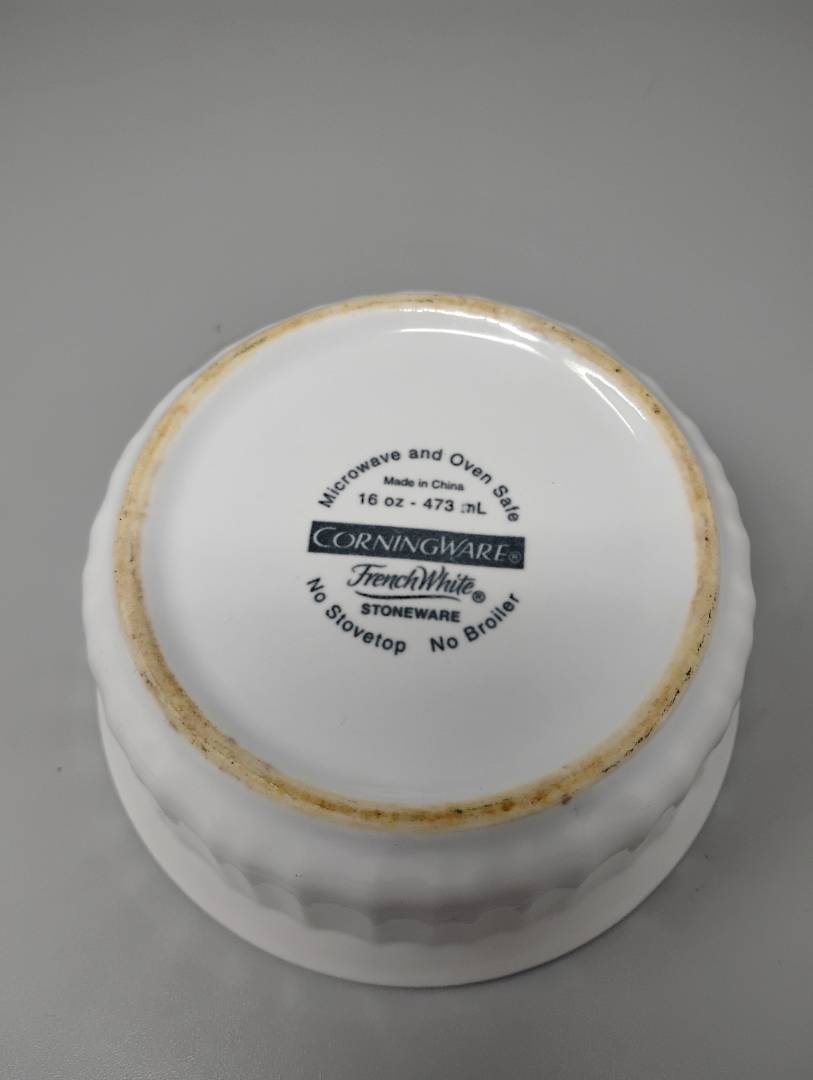 Microwave and Oven Safe
Made in China
16 oz - 473 mL
CORNINGWARE®
French White®
STONEWARE
No Stovetop No Broiler